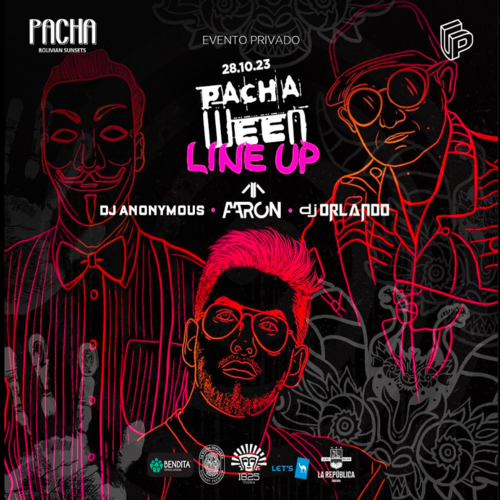 PACHA
BOLIVIAN SUNSETS
EVENTO PRIVADO
28.10.23
PACHA
WEEN
LINE UP
DJ ANONYMOUS • AARON • dj ORLANDO
BENDITA
1825
LET'S
LA REPÚBLICA